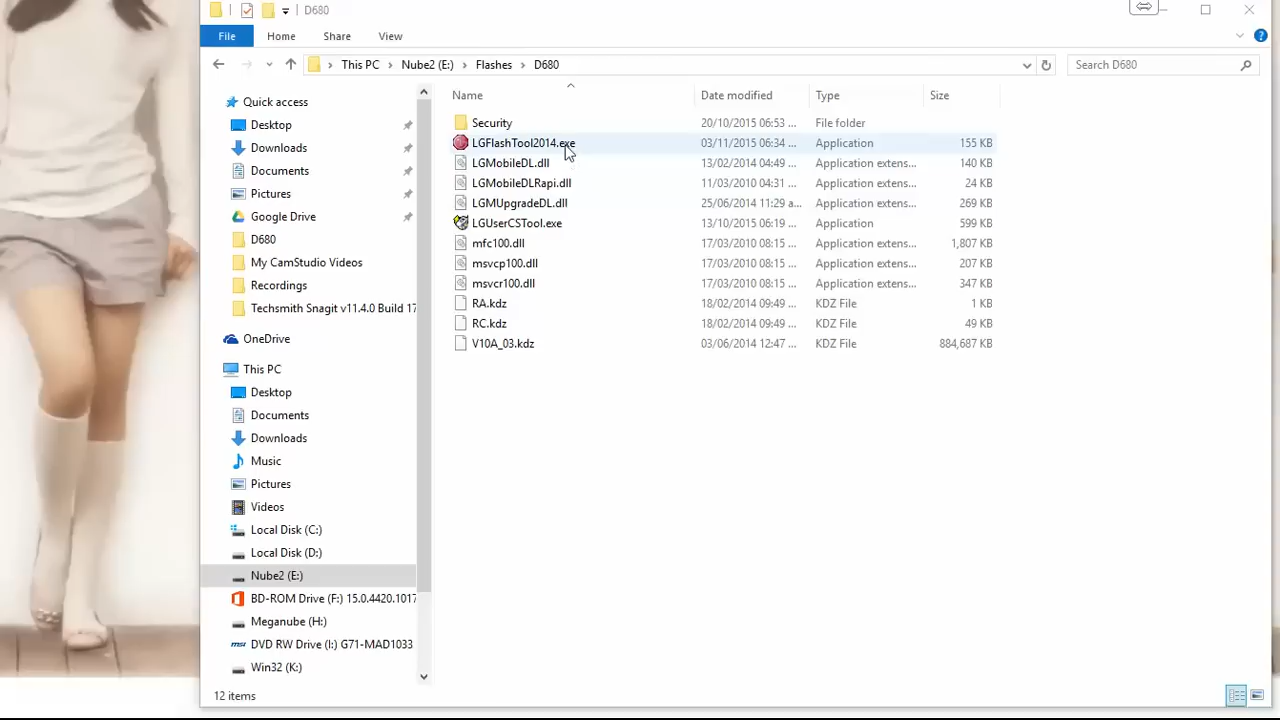 D680
File Home Share View
This PC Nube2 (E:) Flashes D680
Search D680
Name Date modified Type Size
Security 20/10/2015 06:53 ... File folder
LGFlashTool2014.exe 03/11/2015 06:34 ... Application 155 KB
LGMobileDL.dll 13/02/2014 04:49 ... Application extens... 140 KB
LGMobileDLRapi.dll 11/03/2010 04:31 ... Application extens... 24 KB
LGMUpgradeDL.dll 25/06/2014 11:29 a... Application extens... 269 KB
LGUserCSTool.exe 13/10/2015 06:19 ... Application 599 KB
mfc100.dll 17/03/2010 08:15 ... Application extens... 1,807 KB
msvcp100.dll 17/03/2010 08:15 ... Application extens... 207 KB
msvcr100.dll 17/03/2010 08:15 ... Application extens... 347 KB
RA.kdz 18/02/2014 09:49 ... KDZ File 1 KB
RC.kdz 18/02/2014 09:49 ... KDZ File 49 KB
V10A_03.kdz 03/06/2014 12:47 ... KDZ File 884,687 KB
Quick access
Desktop
Downloads
Documents
Pictures
Google Drive
D680
My CamStudio Videos
Recordings
Techsmith Snagit v11.4.0 Build 17
OneDrive
This PC
Desktop
Documents
Downloads
Music
Pictures
Videos
Local Disk (C:)
Local Disk (D:)
Nube2 (E:)
BD-ROM Drive (F:) 15.0.4420.1017
Meganube (H:)
msi DVD RW Drive (I:) G71-MAD1033
Win32 (K:)
12 items